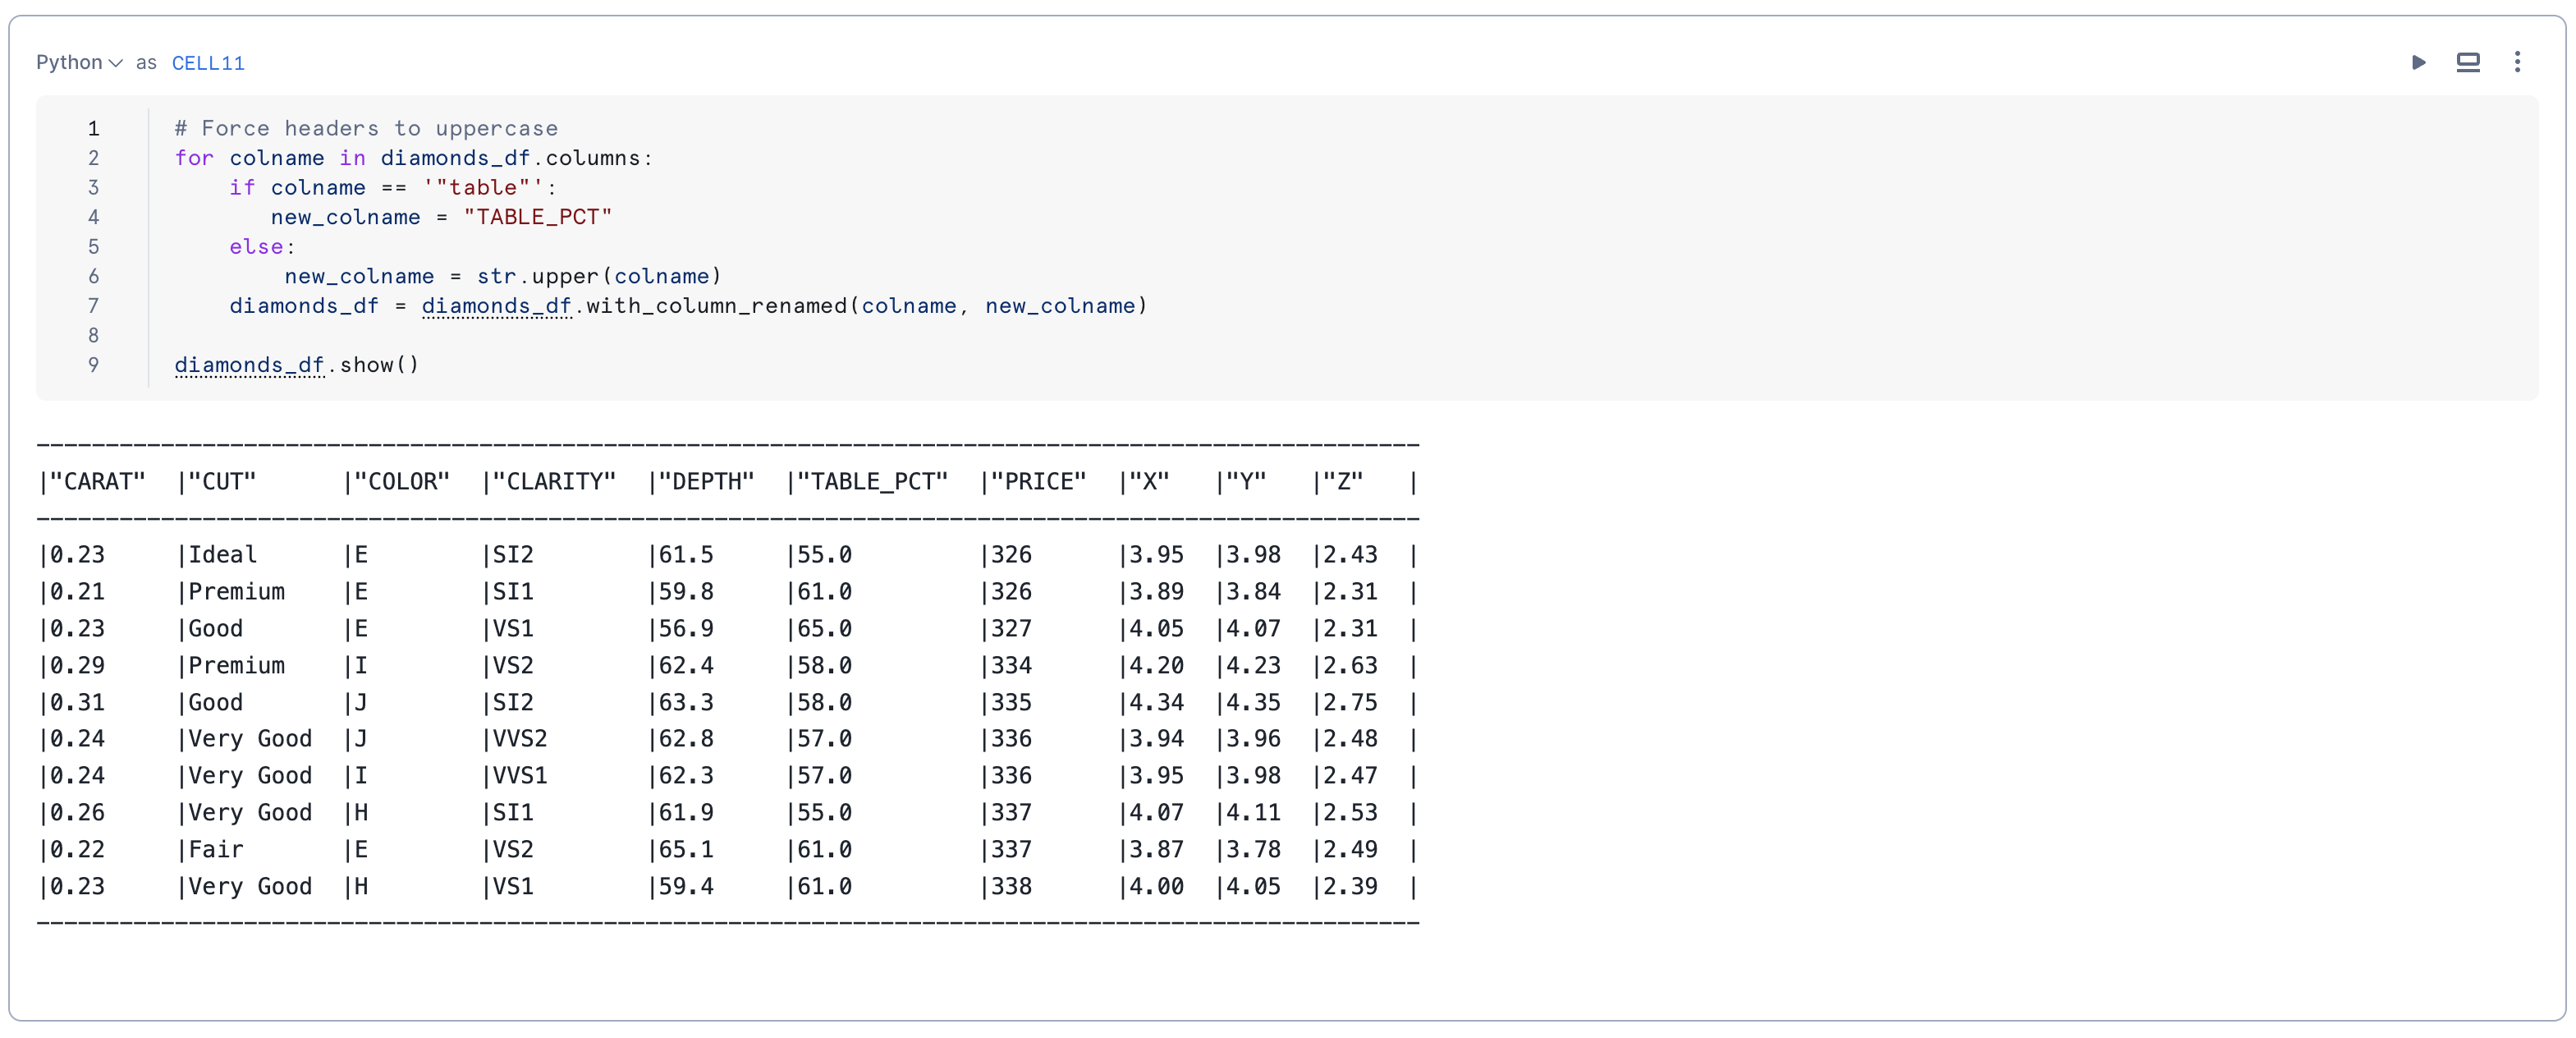 Python as CELL11
1 # Force headers to uppercase
2 for colname in diamonds_df.columns:
3     if colname == '"table"':
4        new_colname = "TABLE_PCT"
5     else:
6         new_colname = str.upper(colname)
7     diamonds_df = diamonds_df.with_column_renamed(colname, new_colname)
8
9 diamonds_df.show()
----------------------------------------------------------------------------------------------------
|"CARAT"  |"CUT"      |"COLOR"  |"CLARITY"  |"DEPTH"  |"TABLE_PCT"  |"PRICE"  |"X"   |"Y"   |"Z"   |
----------------------------------------------------------------------------------------------------
|0.23     |Ideal      |E        |SI2        |61.5     |55.0         |326      |3.95  |3.98  |2.43  |
|0.21     |Premium    |E        |SI1        |59.8     |61.0         |326      |3.89  |3.84  |2.31  |
|0.23     |Good       |E        |VS1        |56.9     |65.0         |327      |4.05  |4.07  |2.31  |
|0.29     |Premium    |I        |VS2        |62.4     |58.0         |334      |4.20  |4.23  |2.63  |
|0.31     |Good       |J        |SI2        |63.3     |58.0         |335      |4.34  |4.35  |2.75  |
|0.24     |Very Good  |J        |VVS2       |62.8     |57.0         |336      |3.94  |3.96  |2.48  |
|0.24     |Very Good  |I        |VVS1       |62.3     |57.0         |336      |3.95  |3.98  |2.47  |
|0.26     |Very Good  |H        |SI1        |61.9     |55.0         |337      |4.07  |4.11  |2.53  |
|0.22     |Fair       |E        |VS2        |65.1     |61.0         |337      |3.87  |3.78  |2.49  |
|0.23     |Very Good  |H        |VS1        |59.4     |61.0         |338      |4.00  |4.05  |2.39  |
----------------------------------------------------------------------------------------------------